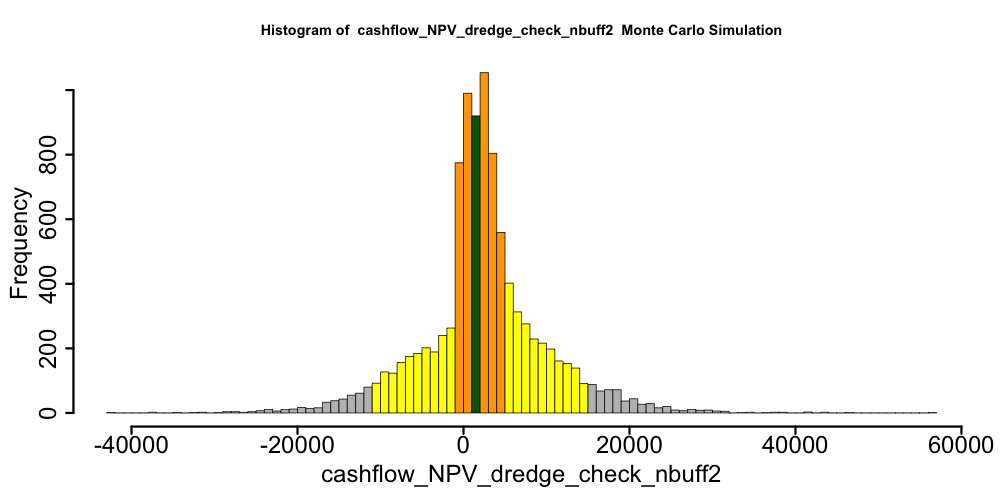 Histogram of  cashflow_NPV_dredge_check_nbuff2  Monte Carlo Simulation
Frequency
800
600
400
200
0
-40000 -20000 0 20000 40000 60000
cashflow_NPV_dredge_check_nbuff2